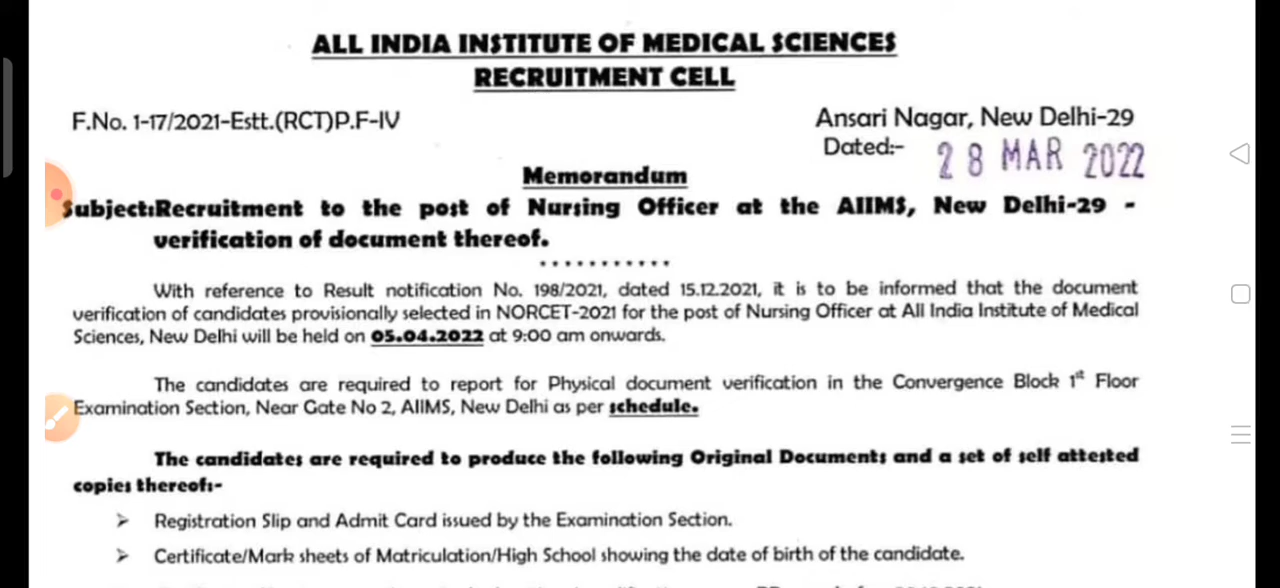 ALL INDIA INSTITUTE OF MEDICAL SCIENCES
RECRUITMENT CELL
F.No. 1-17/2021-Estt.(RCT)P.F-IV
Ansari Nagar, New Delhi-29
Dated:- 28 MAR 2022
Memorandum
Subject:Recruitment to the post of Nursing Officer at the AIIMS, New Delhi-29 -
verification of document thereof.
...........
With reference to Result notification No. 198/2021, dated 15.12.2021, it is to be informed that the document
verification of candidates provisionally selected in NORCET-2021 for the post of Nursing Officer at All India Institute of Medical
Sciences, New Delhi will be held on 05.04.2022 at 9:00 am onwards.
The candidates are required to report for Physical document verification in the Convergence Block 1st Floor
Examination Section, Near Gate No 2, AIIMS, New Delhi as per schedule.
The candidates are required to produce the following Original Documents and a set of self attested
copies thereof:-
➢ Registration Slip and Admit Card issued by the Examination Section.
➢ Certificate/Mark sheets of Matriculation/High School showing the date of birth of the candidate.